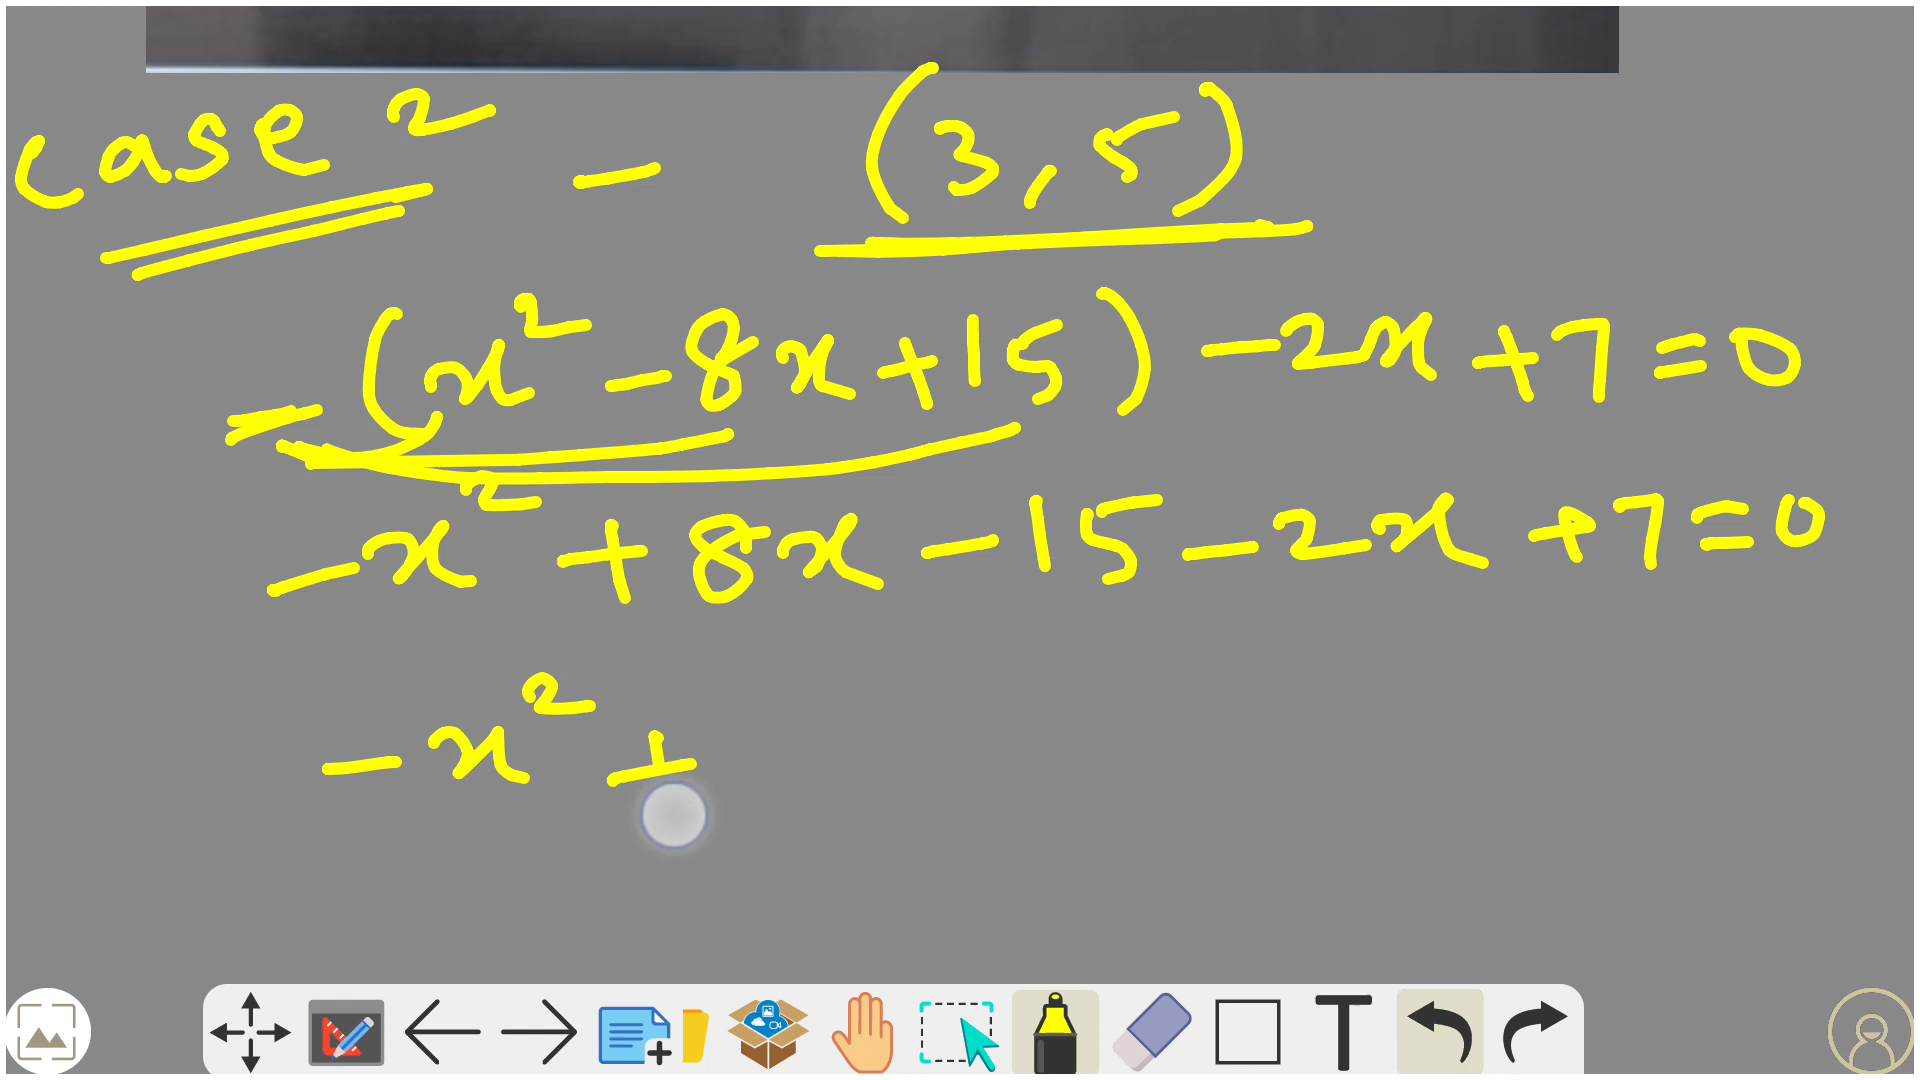 case 2 - (3,5)
-(x² - 8x + 15) - 2x + 7 = 0
-x² + 8x - 15 - 2x + 7 = 0
-x² +
T